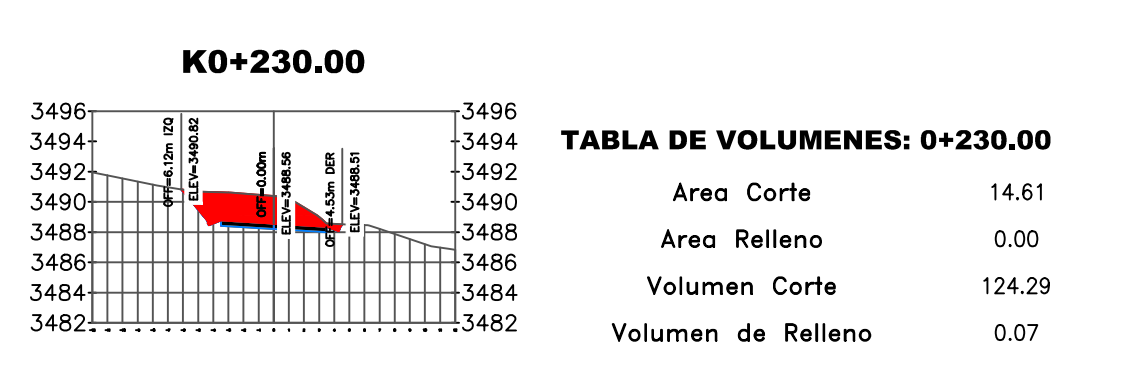 K0+230.00
3496 3496
3494 3494
3492 3492
3490 3490
3488 3488
3486 3486
3484 3484
3482 3482
OFF=6.12m IZQ
ELEV=3490.82
OFF=0.00m
ELEV=3488.56
OFF=4.53m DER
ELEV=3488.51
TABLA DE VOLUMENES: 0+230.00
Area Corte 14.61
Area Relleno 0.00
Volumen Corte 124.29
Volumen de Relleno 0.07